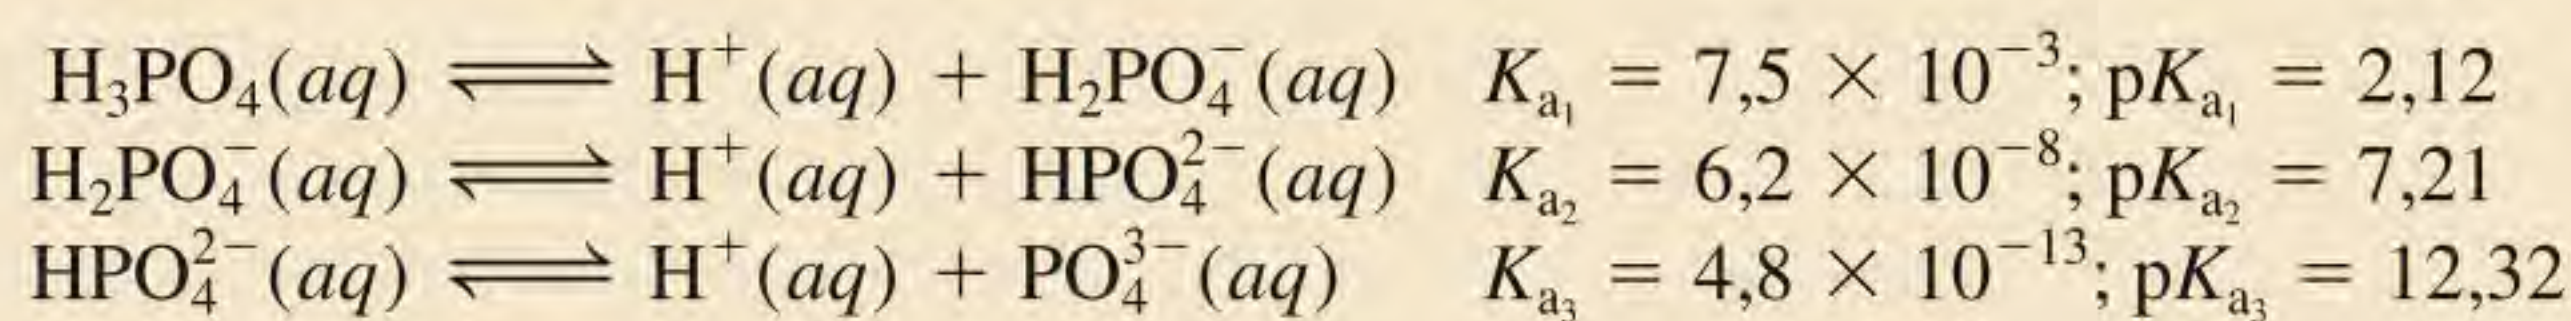 H₃PO₄(aq) ⇌ H⁺(aq) + H₂PO₄⁻(aq) Kₐ₁ = 7,5 × 10⁻³; pKₐ₁ = 2,12
H₂PO₄⁻(aq) ⇌ H⁺(aq) + HPO₄²⁻(aq) Kₐ₂ = 6,2 × 10⁻⁸; pKₐ₂ = 7,21
HPO₄²⁻(aq) ⇌ H⁺(aq) + PO₄³⁻(aq) Kₐ₃ = 4,8 × 10⁻¹³; pKₐ₃ = 12,32